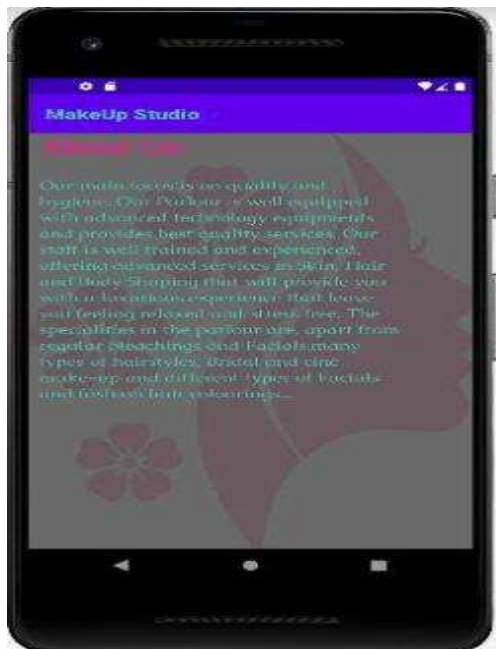 MakeUp Studio
About Us
Our main focus is on quality and
hygiene. Our Parlour is well equipped
with advanced technology equipments
and provides best quality services. Our
staff is well trained and experienced,
offering advanced services in Skin, Hair
and Body Shaping that will provide you
with a luxurious experience that leave
you feeling relaxed and stress free. The
specialities in the parlour are, apart from
regular bleachings and Facials many
types of hairstyles, Bridal and cine
make-up and different types of Facials
and fashion hair colourings...